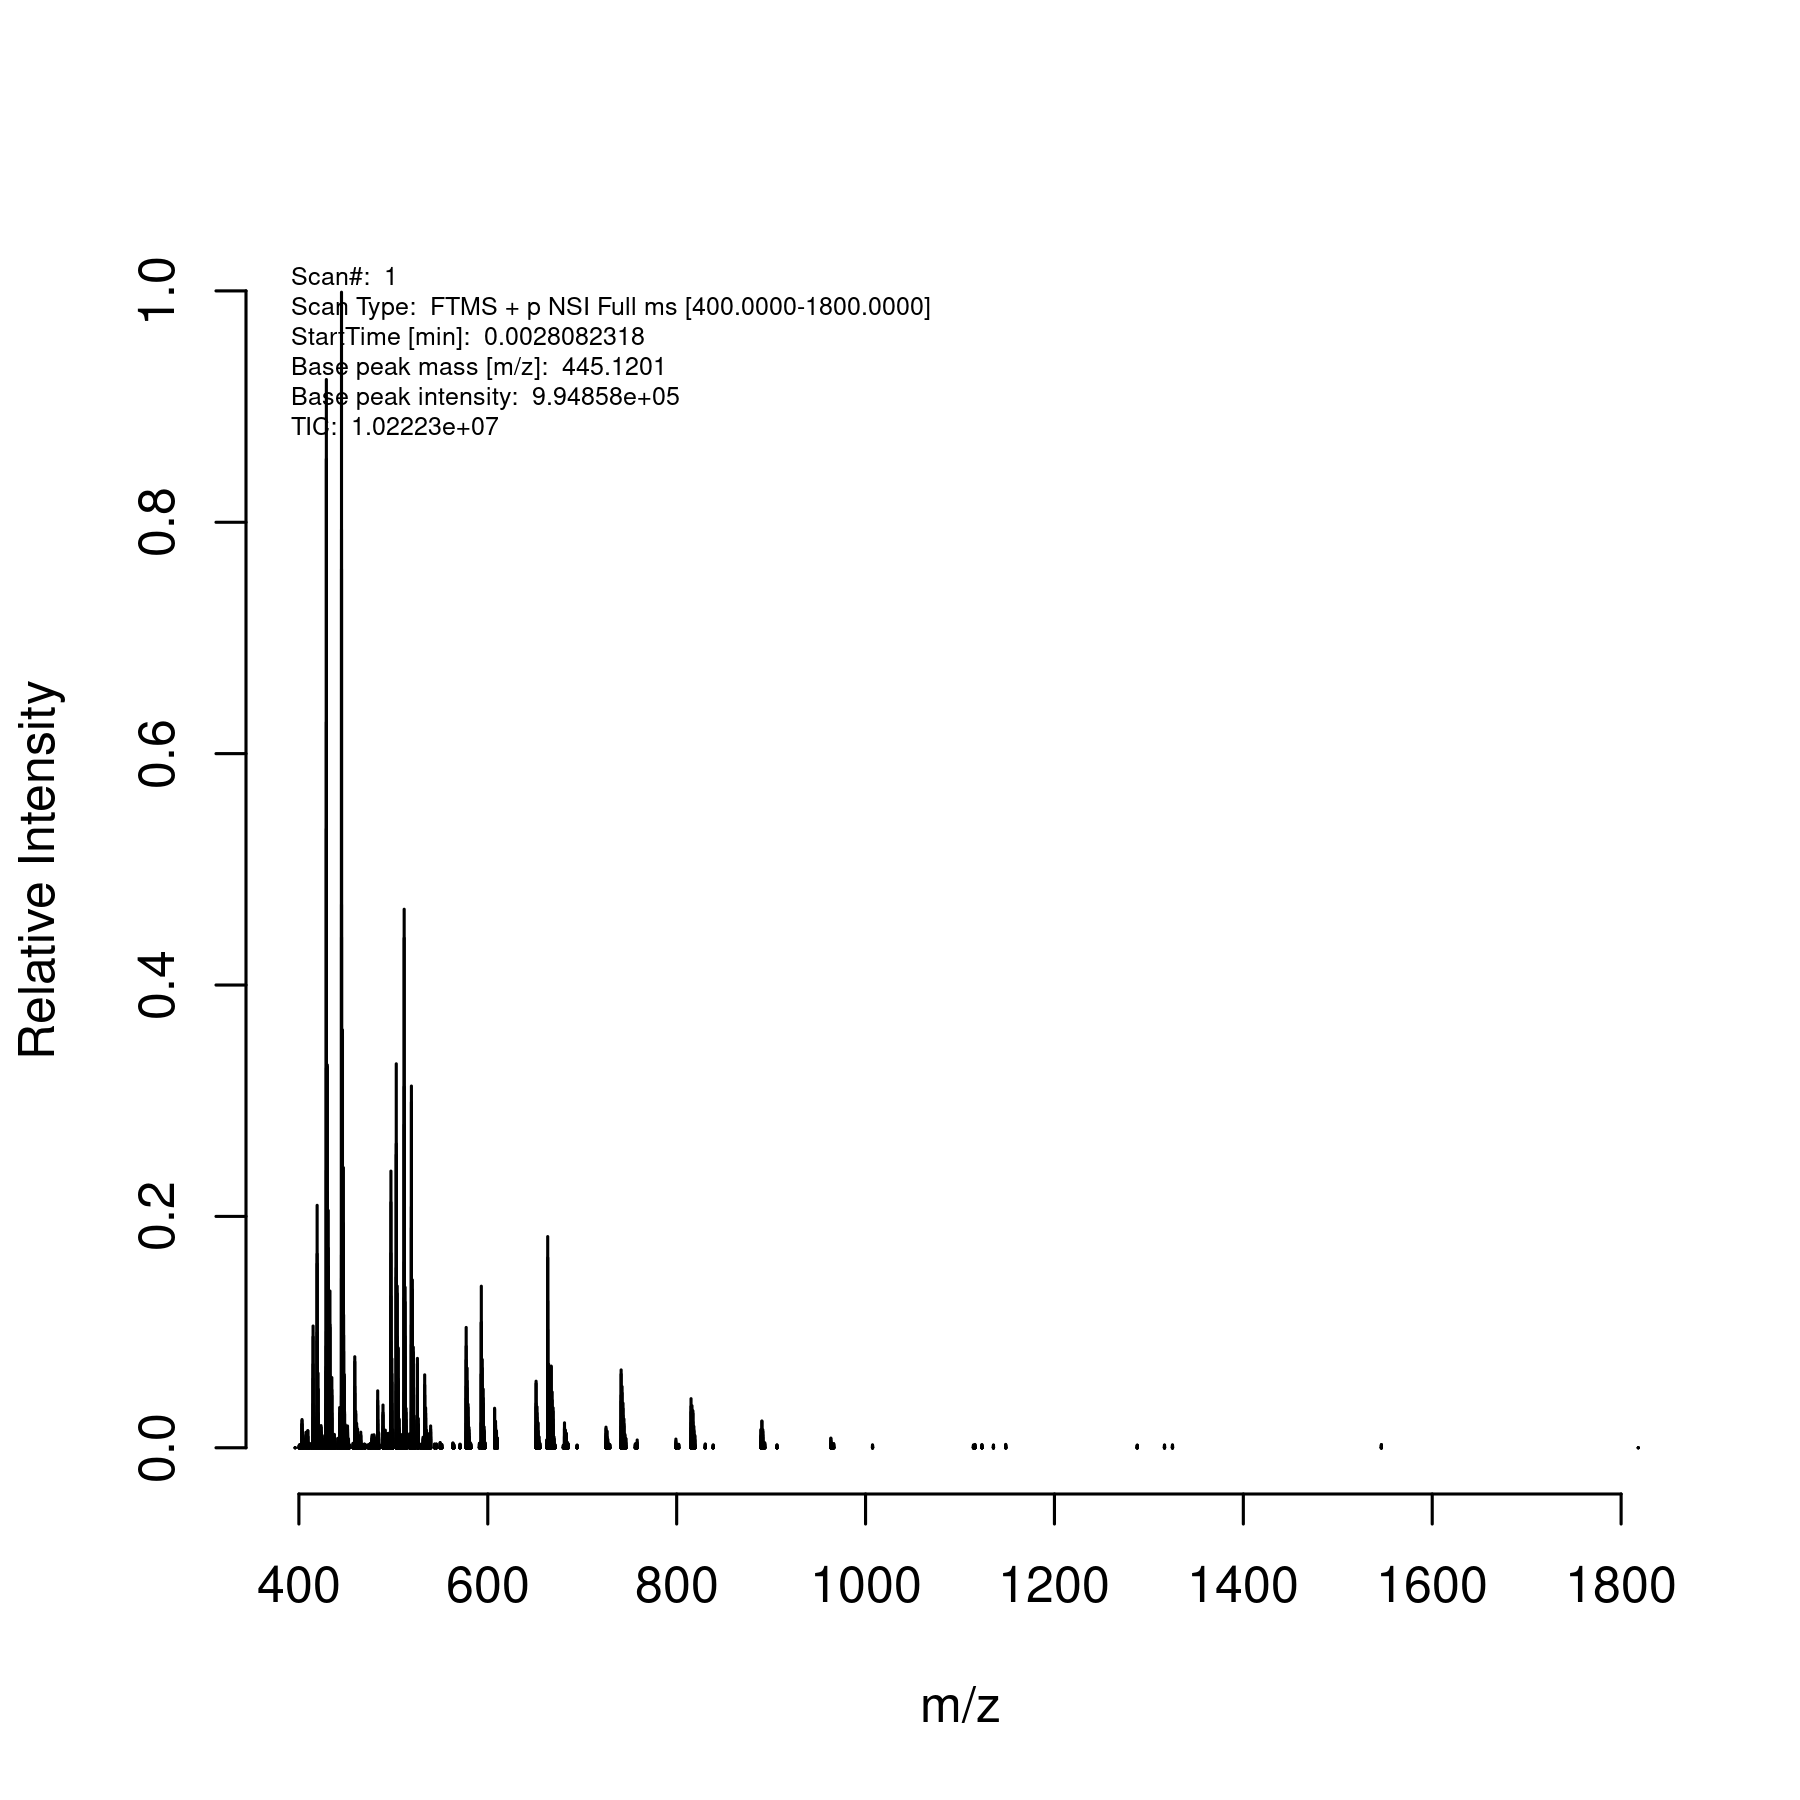 Scan#: 1
Scan Type: FTMS + p NSI Full ms [400.0000-1800.0000]
StartTime [min]: 0.0028082318
Base peak mass [m/z]: 445.1201
Base peak intensity: 9.94858e+05
TIC: 1.02223e+07
1.0
0.8
0.6
0.4
0.2
0.0
Relative Intensity
400 600 800 1000 1200 1400 1600 1800
m/z